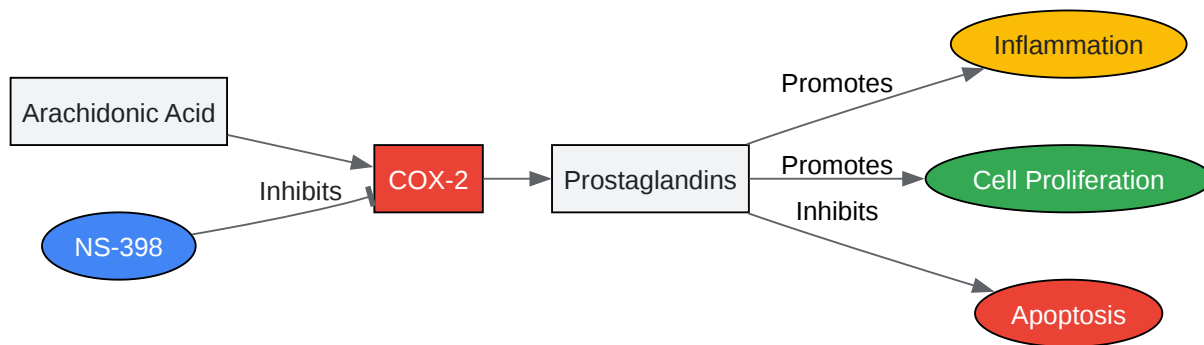 Arachidonic Acid
NS-398
Inhibits
COX-2
Prostaglandins
Promotes
Promotes
Inhibits
Inflammation
Cell Proliferation
Apoptosis